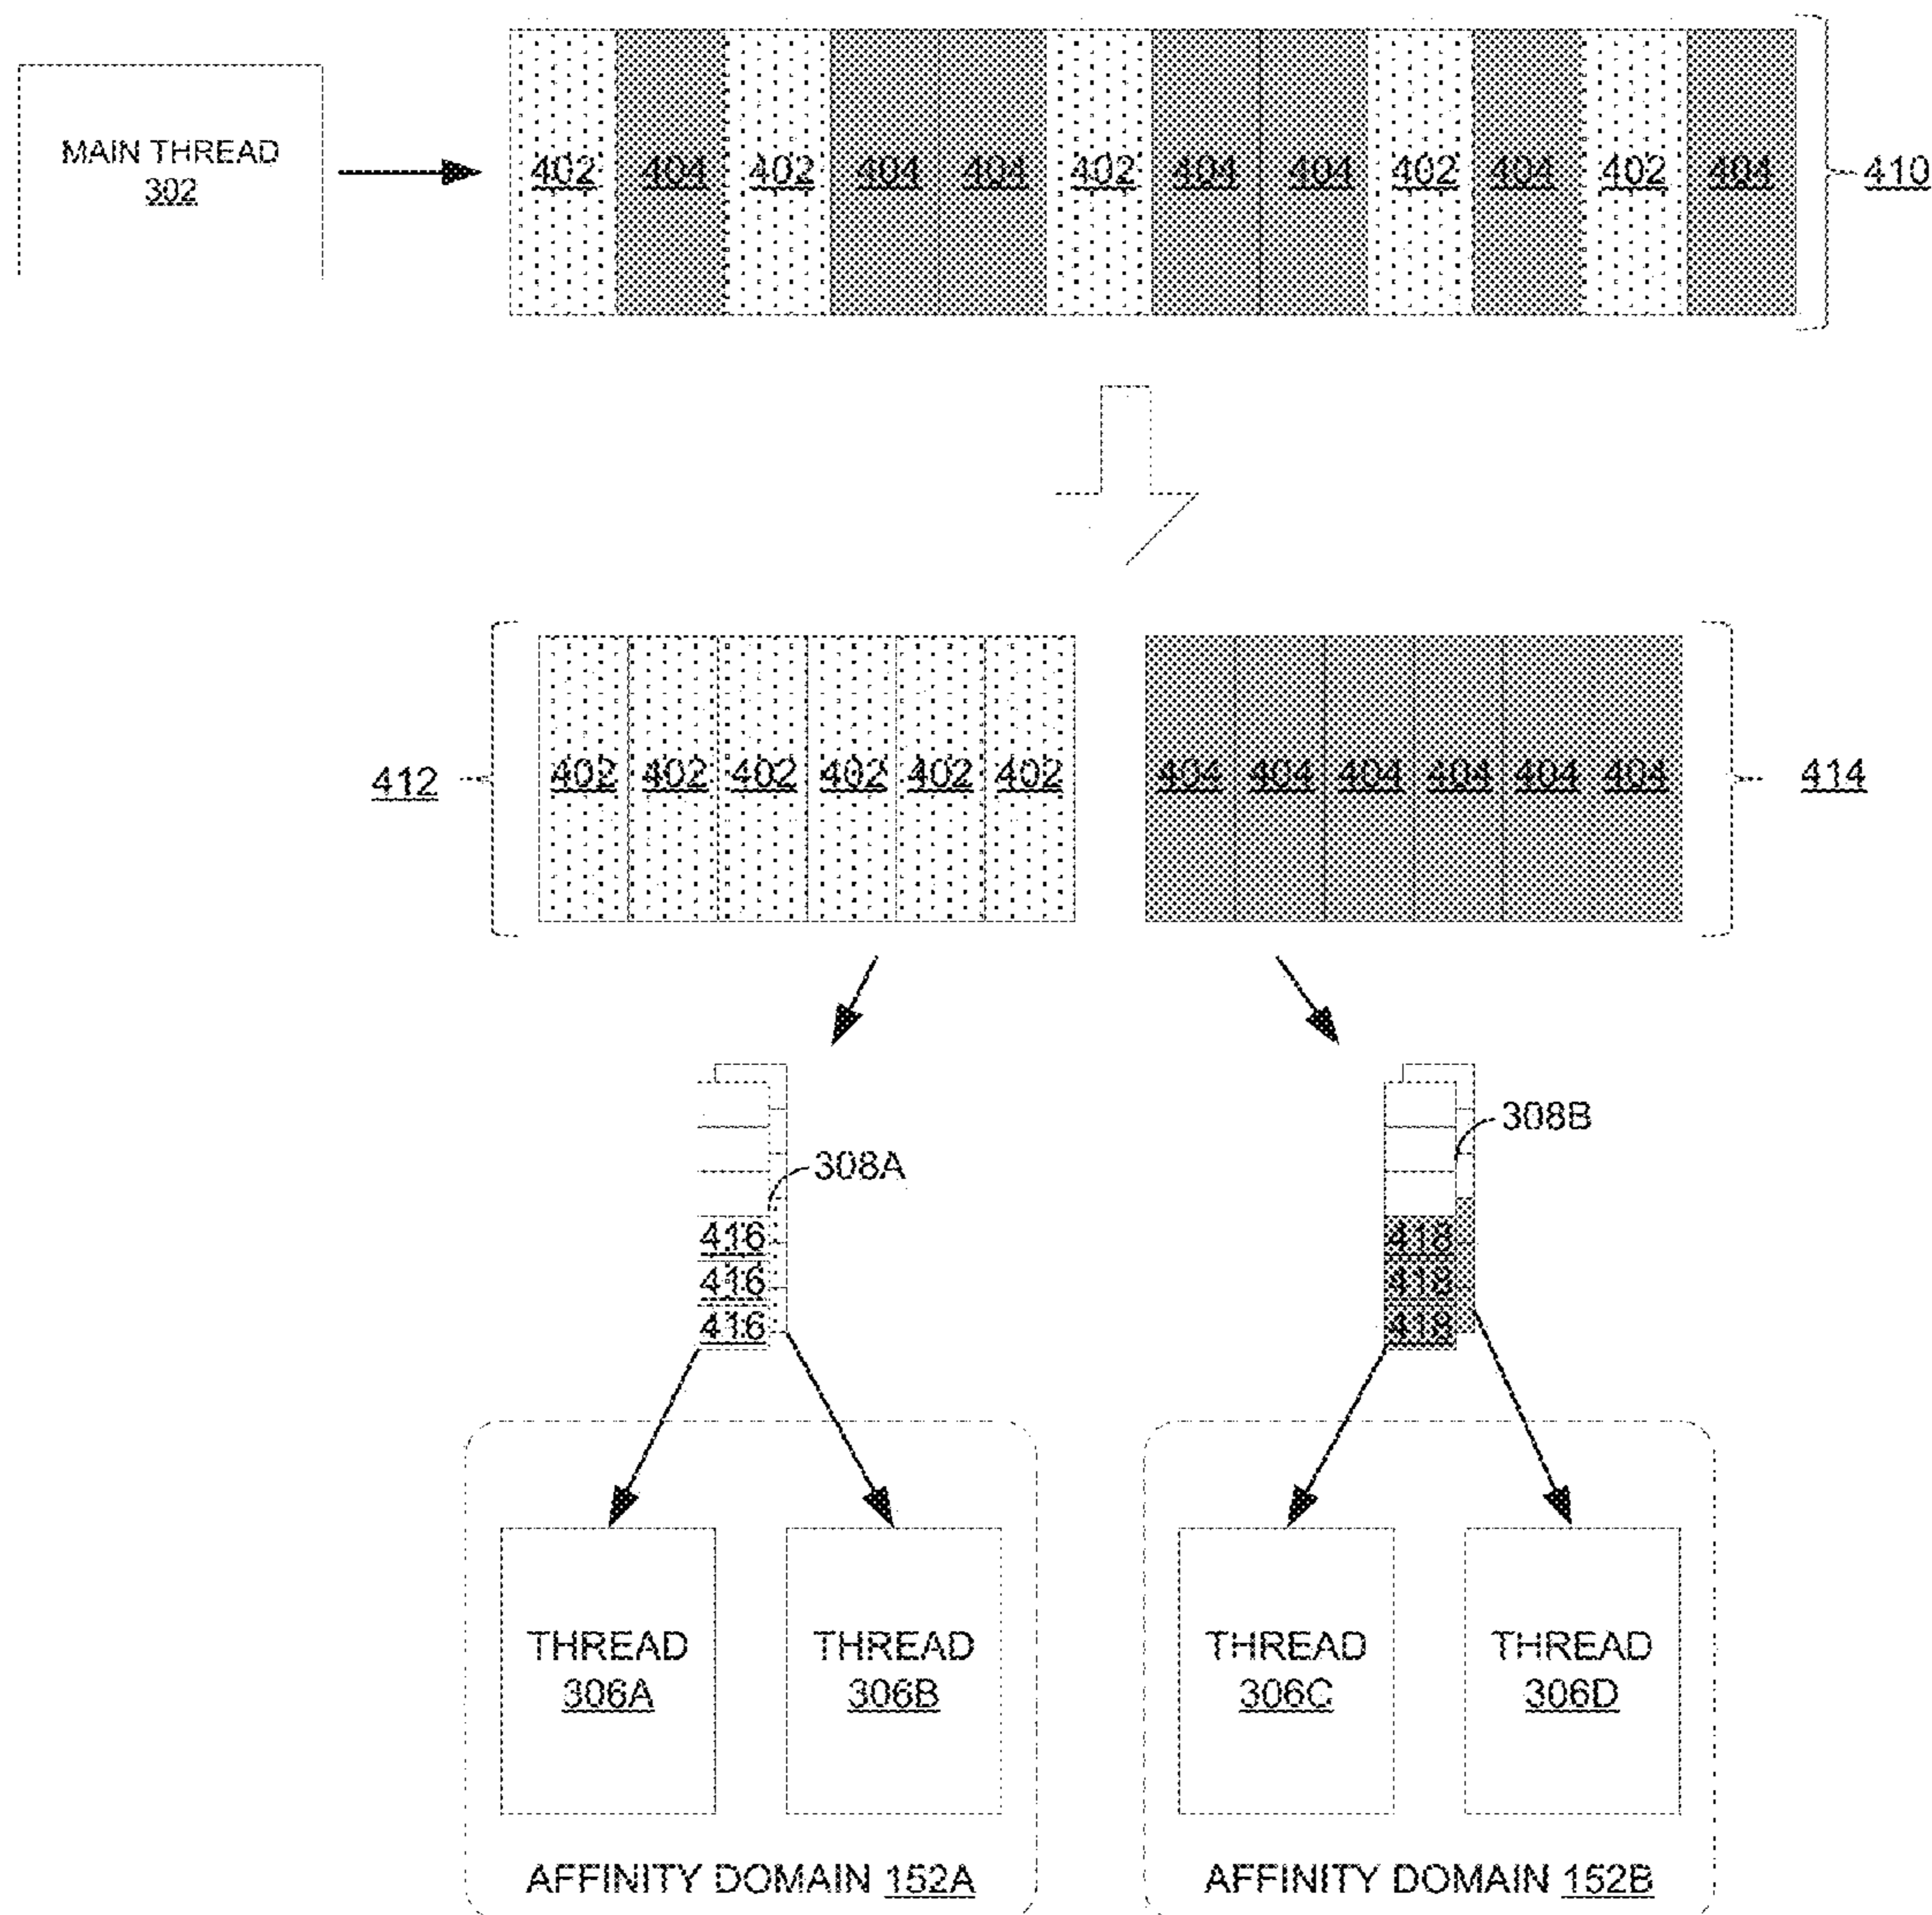 MAIN THREAD
302
402 404 402 404 404 402 404 404 402 404 402 404
410
412
402 402 402 402 402 402
404 404 404 404 404 404
414
308A
308B
416
416
416
418
418
418
THREAD
306A
THREAD
306B
THREAD
306C
THREAD
306D
AFFINITY DOMAIN 152A
AFFINITY DOMAIN 152B